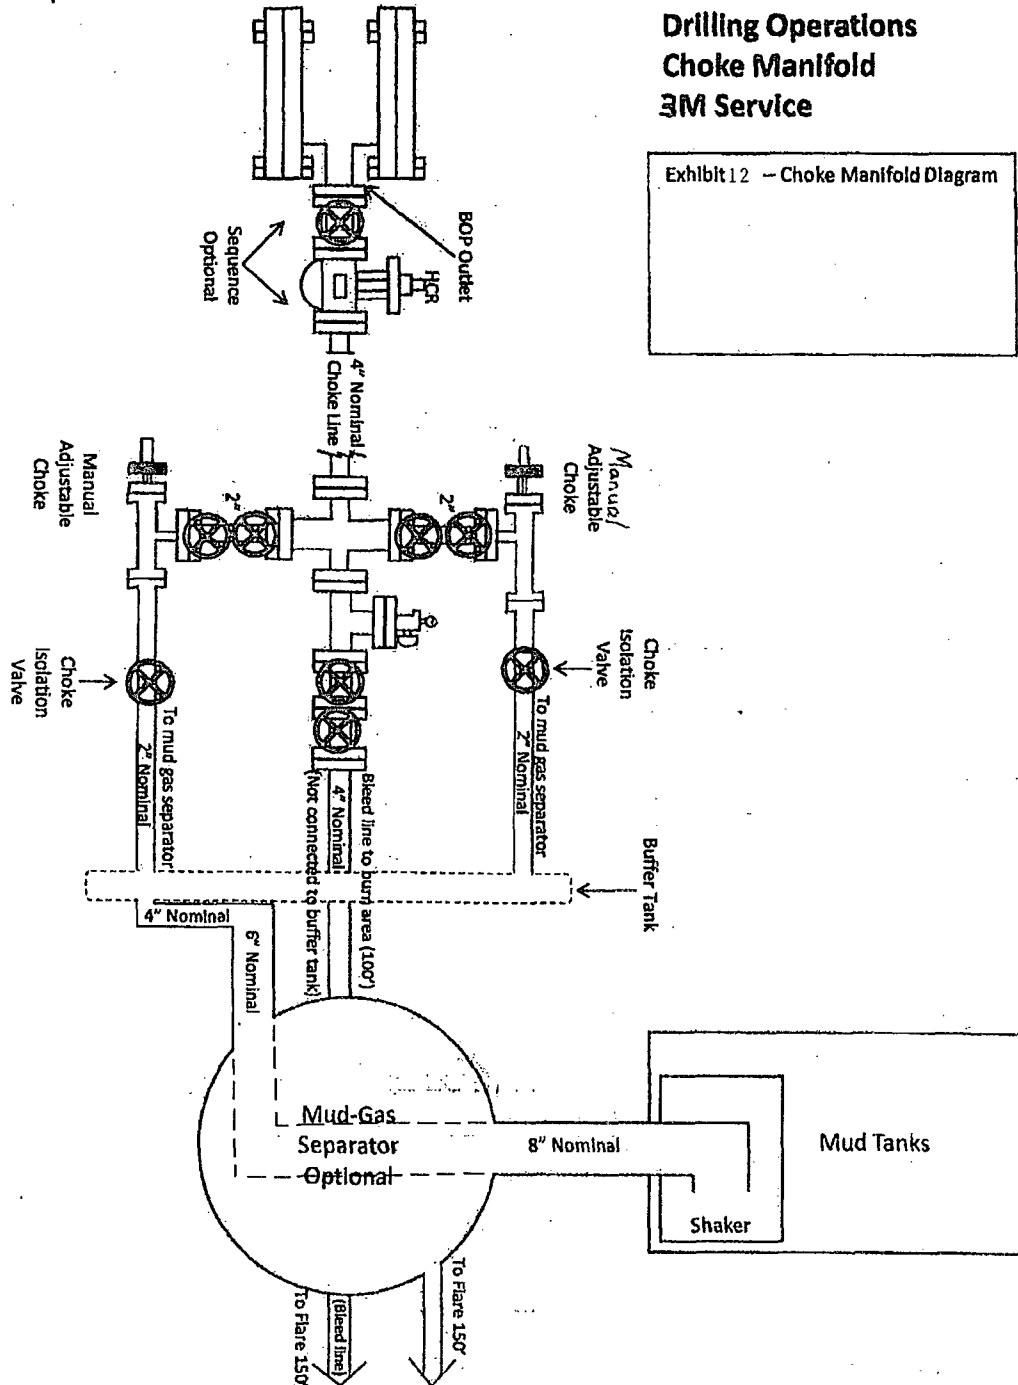 Drilling Operations
Choke Manifold
3M Service
Exhibit 12 – Choke Manifold Diagram
BOP Outlet
HCR
Sequence
Optional
4" Nominal
Choke Line
Manual
Adjustable
Choke
Manual
Adjustable
Choke
2"
2"
Choke
Isolation
Valve
Choke
Isolation
Valve
To mud gas separator
2" Nominal
To mud gas separator
2" Nominal
Bleed line to burn area (100')
4" Nominal
(Not connected to buffer tank)
Buffer Tank
4" Nominal
6" Nominal
Mud-Gas
Separator
Optional
8" Nominal
Mud Tanks
Shaker
To Flare 150'
(Bleed line)
To Flare 150'